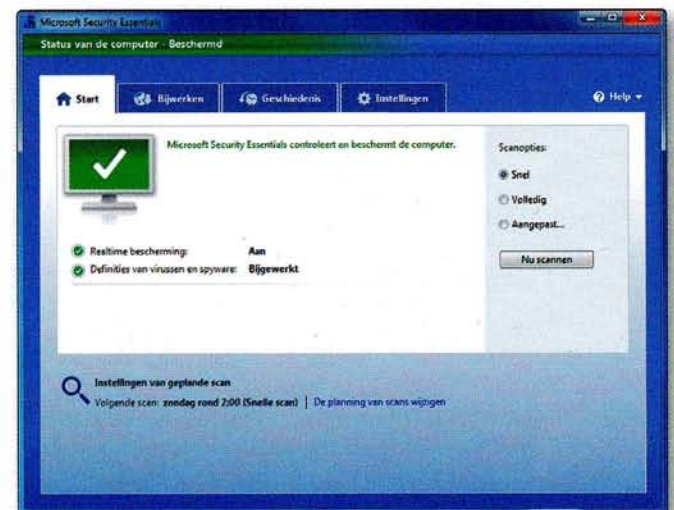 Microsoft Security Essentials
Status van de computer - Beschermd
Start
Bijwerken
Geschiedenis
Instellingen
Help
Microsoft Security Essentials controleert en beschermt de computer.
Realtime bescherming: Aan
Definities van virussen en spyware: Bijgewerkt
Scanopties:
Snel
Volledig
Aangepast...
Nu scannen
Instellingen van geplande scan
Volgende scan: zondag rond 2:00 (Snelle scan) | De planning van scans wijzigen